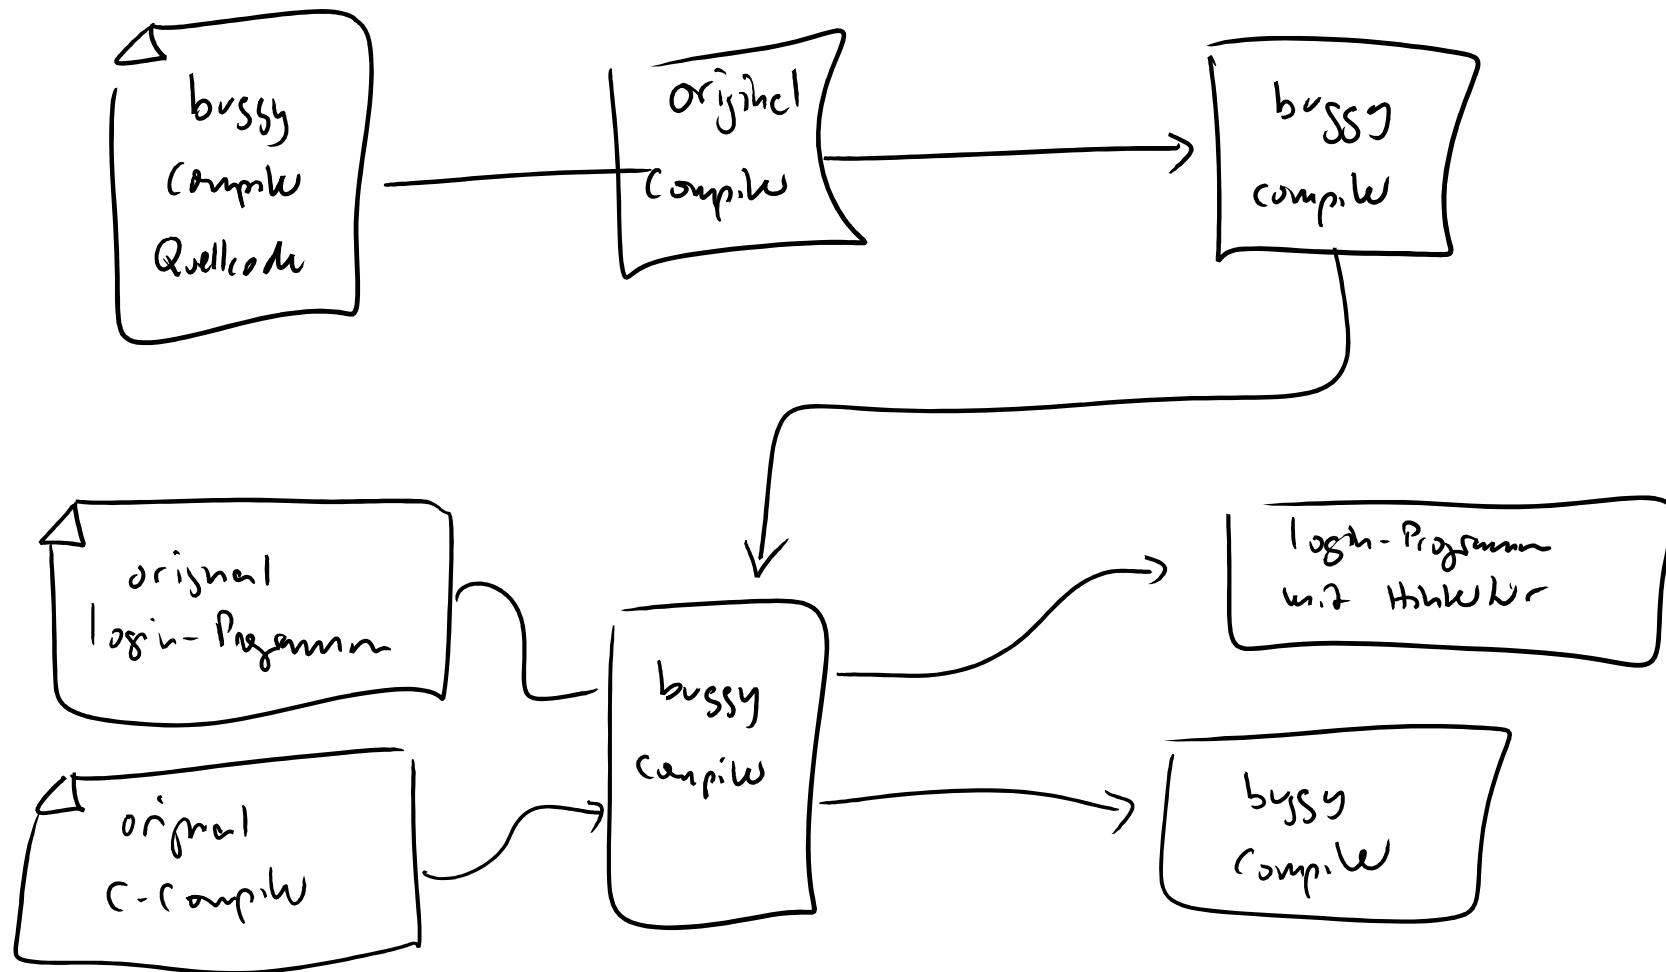 buggy
Compiler
Quellcode
original
Compiler
buggy
compiler
original
login-Programm
buggy
compiler
login-Programm
mit Hintertür
original
C-Compiler
buggy
Compiler